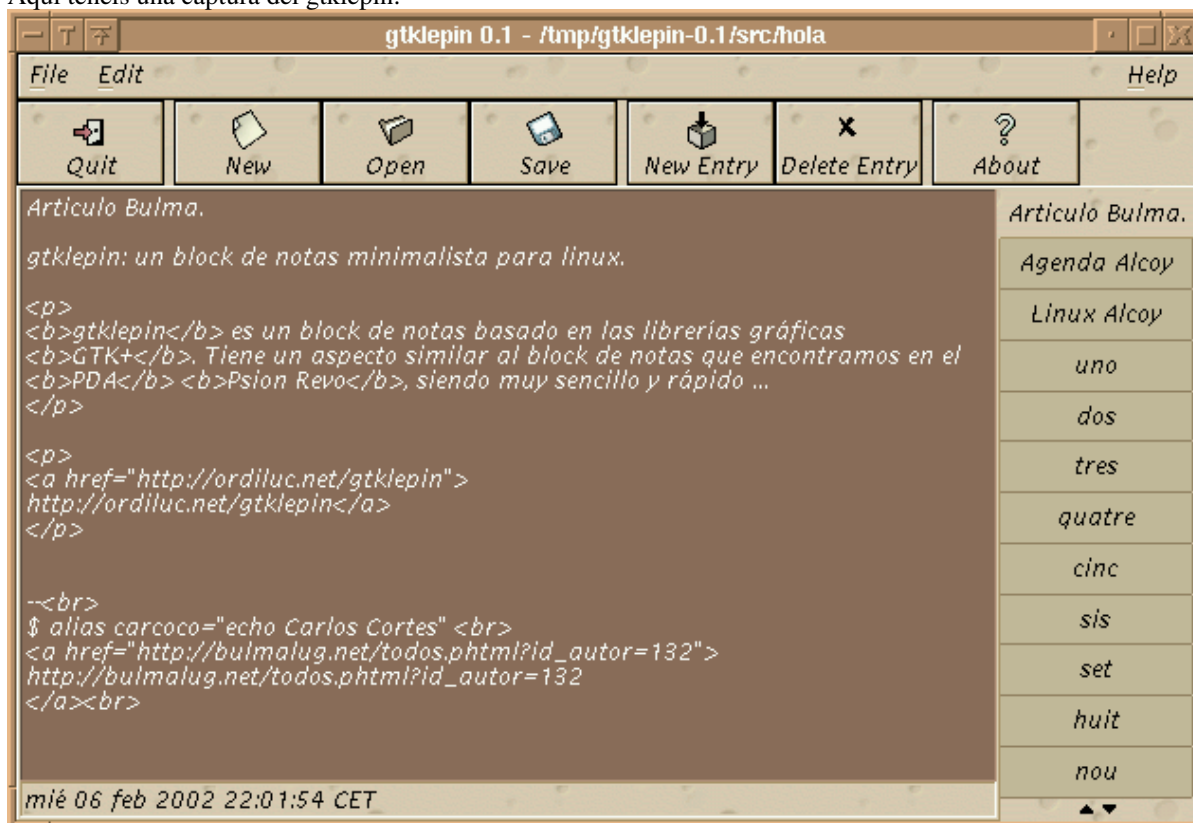 Aquí tenéis una captura del gtklepin:
gtklepin 0.1 - /tmp/gtklepin-0.1/src/hola
File Edit Help
Quit New Open Save New Entry Delete Entry About
Articulo Bulma.
gtklepin: un block de notas minimalista para linux.
<p>
<b>gtklepin</b> es un block de notas basado en las librerías gráficas
<b>GTK+</b>. Tiene un aspecto similar al block de notas que encontramos en el
<b>PDA</b> <b>Psion Revo</b>, siendo muy sencillo y rápido ...
</p>
<p>
<a href="http://ordiluc.net/gtklepin">
http://ordiluc.net/gtklepin</a>
</p>
--<br>
$ alias carcoco="echo Carlos Cortes" <br>
<a href="http://bulmalug.net/todos.phtml?id_autor=132">
http://bulmalug.net/todos.phtml?id_autor=132
</a><br>
Articulo Bulma.
Agenda Alcoy
Linux Alcoy
uno
dos
tres
quatre
cinc
sis
set
huit
nou
mié 06 feb 2002 22:01:54 CET